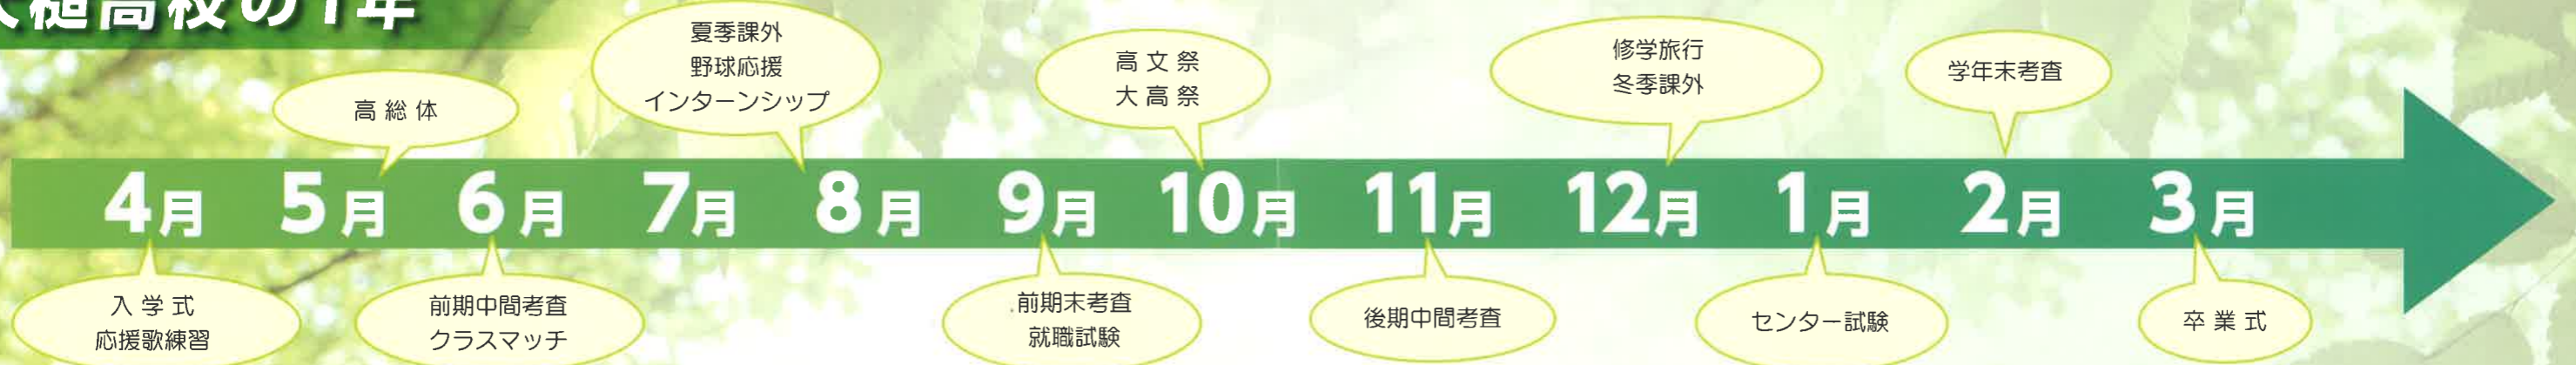 大槌高校の1年
高総体
夏季課外
野球応援
インターンシップ
高文祭
大高祭
修学旅行
冬季課外
学年末考査
4月 5月 6月 7月 8月 9月 10月 11月 12月 1月 2月 3月
入学式
応援歌練習
前期中間考査
クラスマッチ
前期末考査
就職試験
後期中間考査
センター試験
卒業式